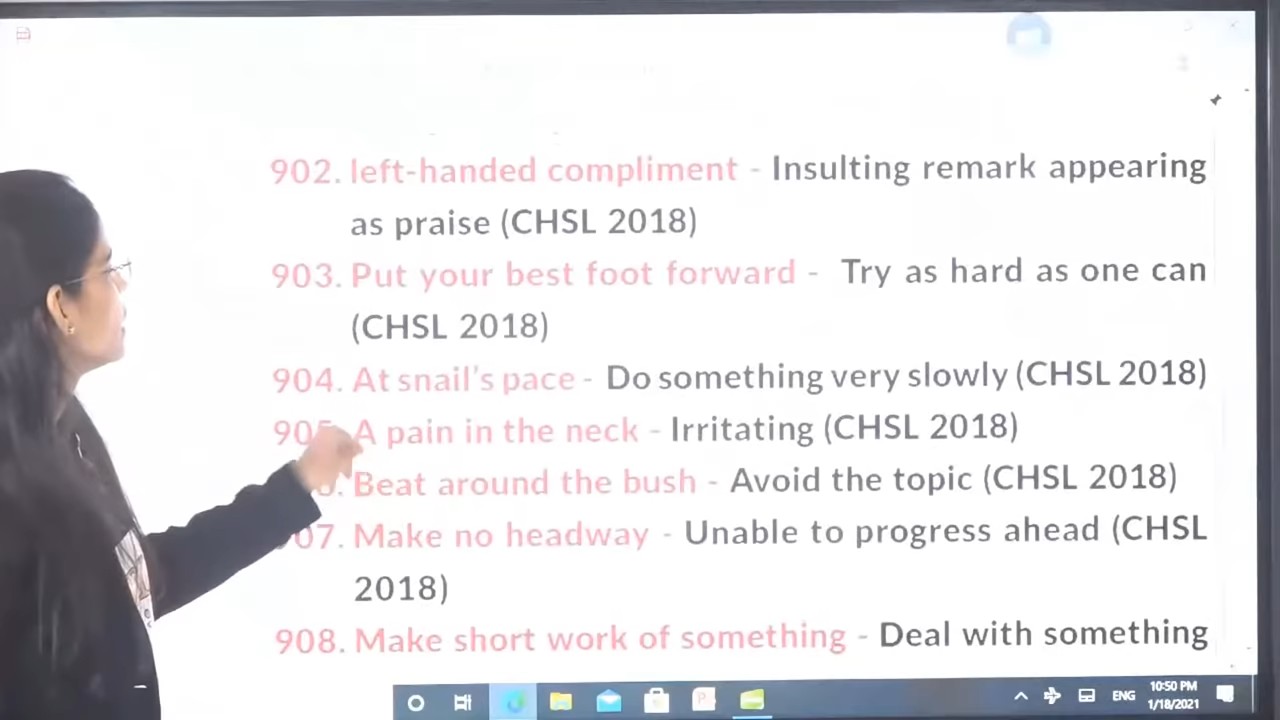 902. left-handed compliment - Insulting remark appearing
as praise (CHSL 2018)
903. Put your best foot forward - Try as hard as one can
(CHSL 2018)
904. At snail's pace - Do something very slowly (CHSL 2018)
905. A pain in the neck - Irritating (CHSL 2018)
Beat around the bush - Avoid the topic (CHSL 2018)
907. Make no headway - Unable to progress ahead (CHSL
2018)
908. Make short work of something - Deal with something
ENG
10:50 PM
1/18/2021